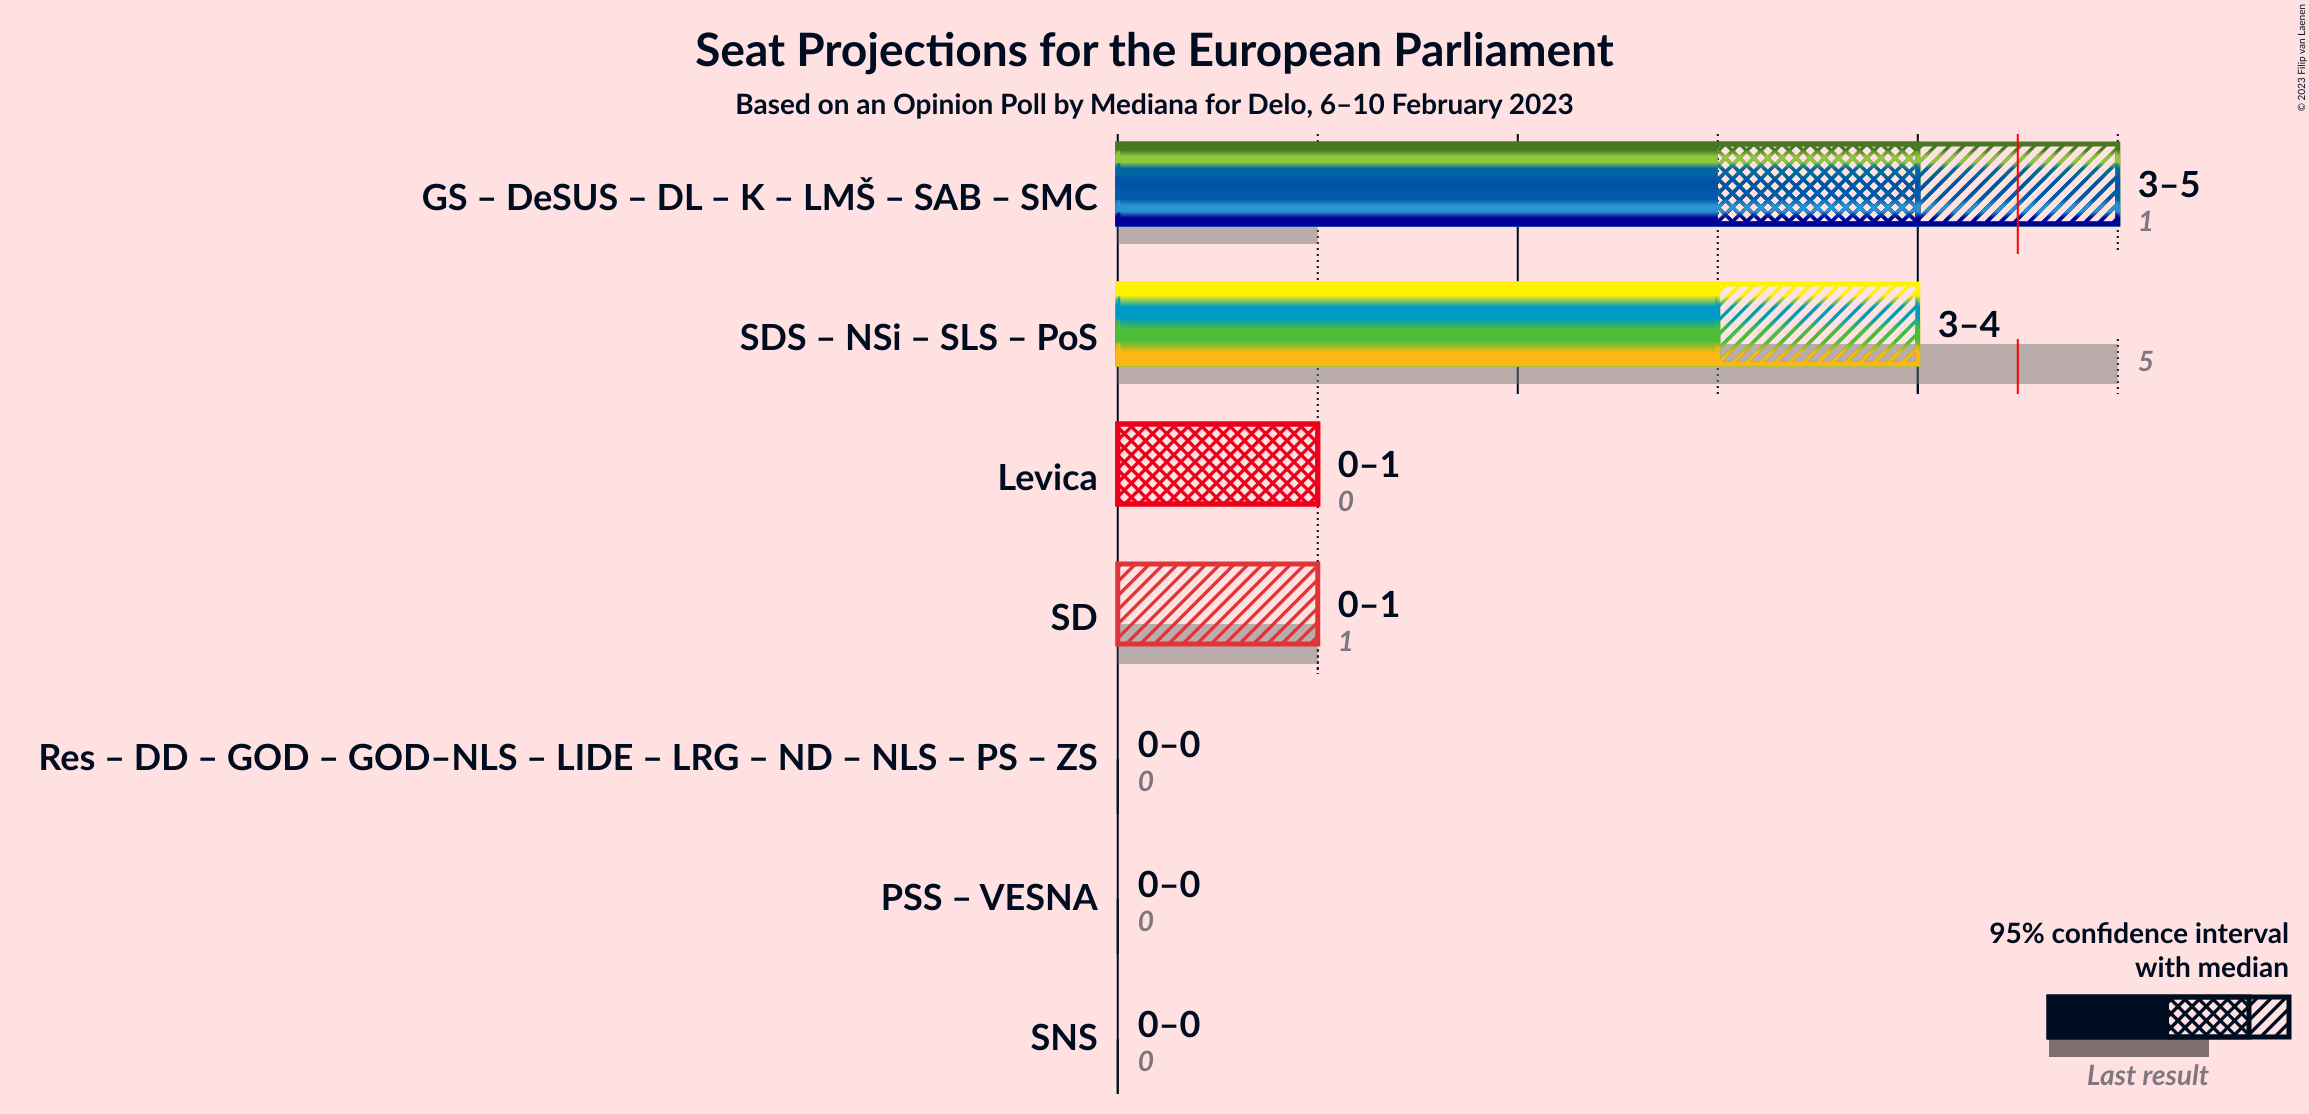 Seat Projections for the European Parliament
Based on an Opinion Poll by Mediana for Delo, 6–10 February 2023
© 2023 Filip van Laenen
GS – DeSUS – DL – K – LMŠ – SAB – SMC
3–5
1
SDS – NSi – SLS – PoS
3–4
5
Levica
0–1
0
SD
0–1
1
Res – DD – GOD – GOD–NLS – LIDE – LRG – ND – NLS – PS – ZS
0–0
0
PSS – VESNA
0–0
0
SNS
0–0
0
95% confidence interval
with median
Last result